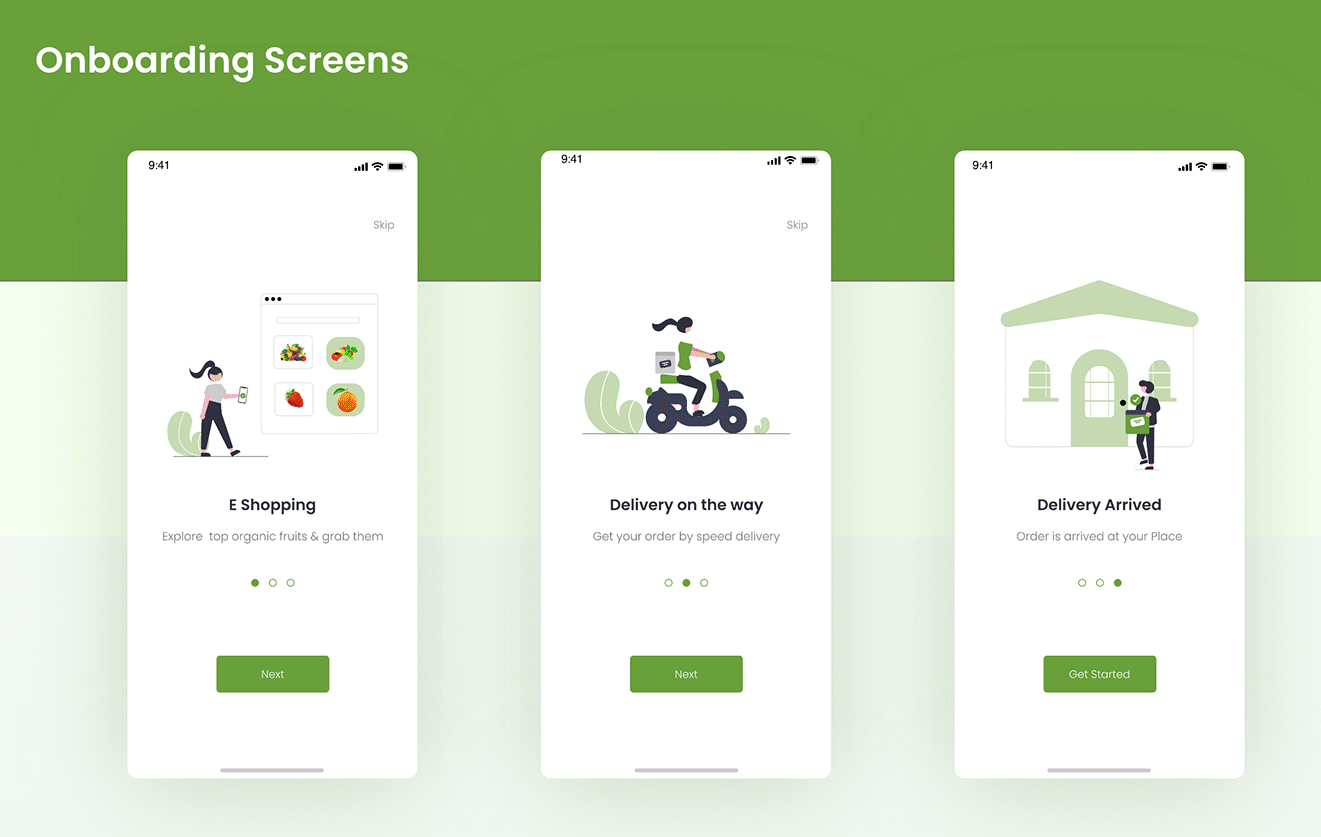 Onboarding Screens
9:41
Skip
E Shopping
Explore  top organic fruits & grab them
Next
9:41
Skip
Delivery on the way
Get your order by speed delivery
Next
9:41
Delivery Arrived
Order is arrived at your Place
Get Started